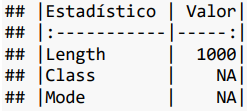 ## |Estadístico | Valor|
## |:-----------|-----:|
## |Length      |  1000|
## |Class       |    NA|
## |Mode        |    NA|